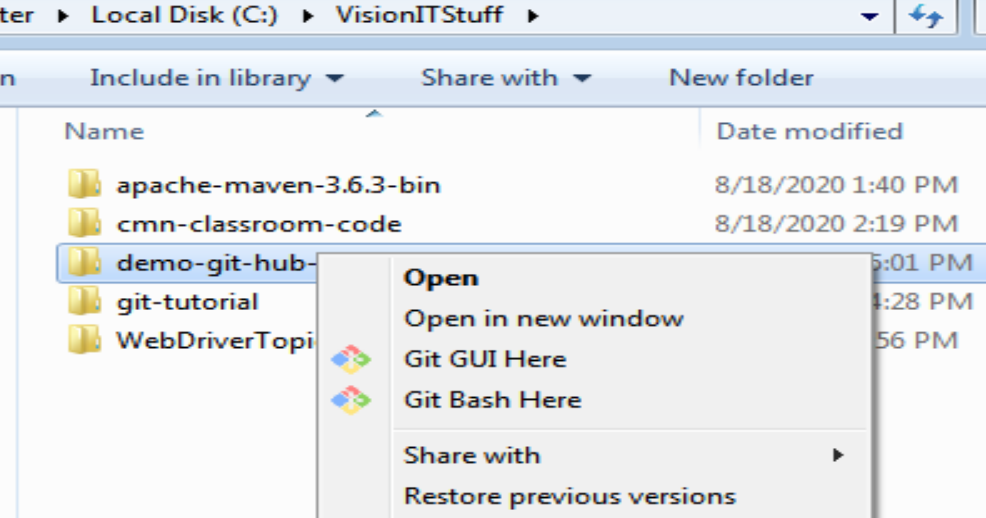 ter ▸ Local Disk (C:) ▸ VisionITStuff ▸
n Include in library Share with New folder
Name Date modified
apache-maven-3.6.3-bin 8/18/2020 1:40 PM
cmn-classroom-code 8/18/2020 2:19 PM
demo-git-hub- 5:01 PM
git-tutorial 4:28 PM
WebDriverTopi 56 PM
Open
Open in new window
Git GUI Here
Git Bash Here
Share with
Restore previous versions